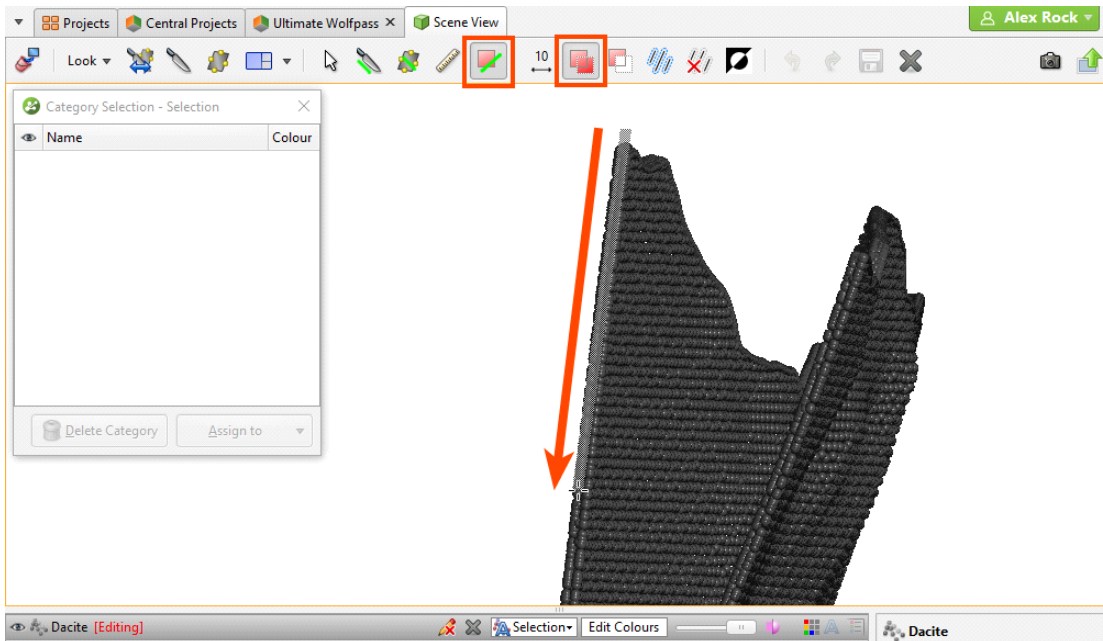 Projects Central Projects Ultimate Wolfpass Scene View Alex Rock
Look 10
Category Selection - Selection
Name Colour
Delete Category Assign to
Dacite [Editing] Selection Edit Colours Dacite